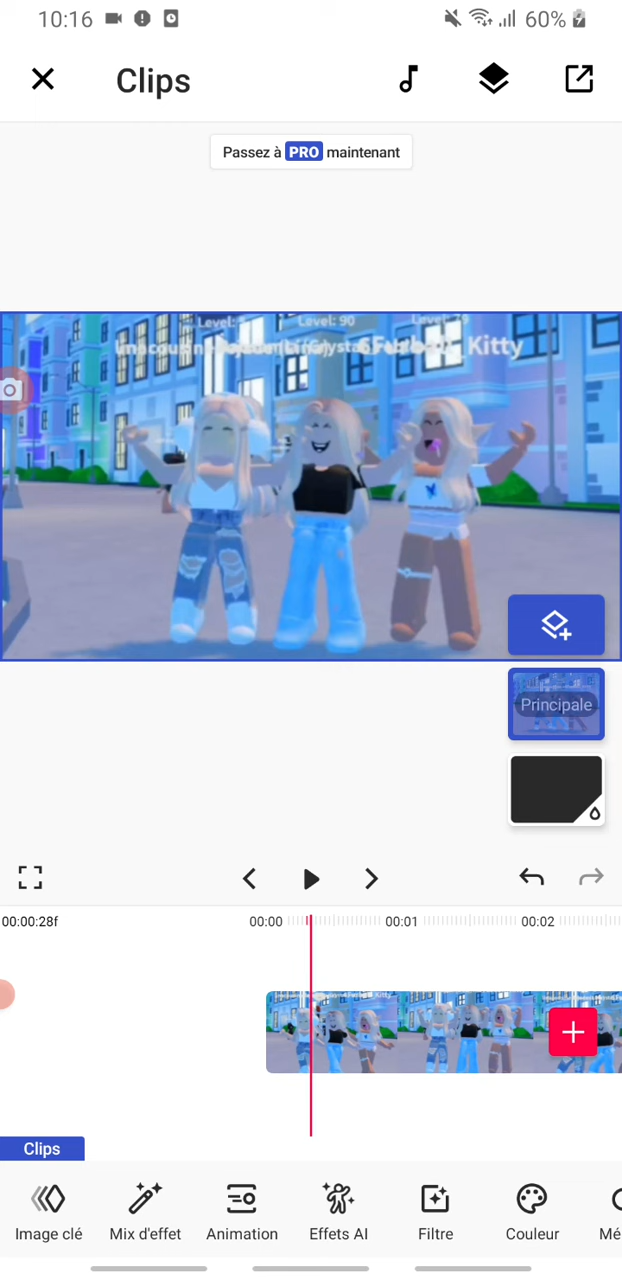 10:16
60%
Clips
Passez à PRO maintenant
Level: 90
Kitty
Principale
00:00:28f
00:00
00:01
00:02
Clips
Image clé
Mix d'effet
Animation
Effets AI
Filtre
Couleur